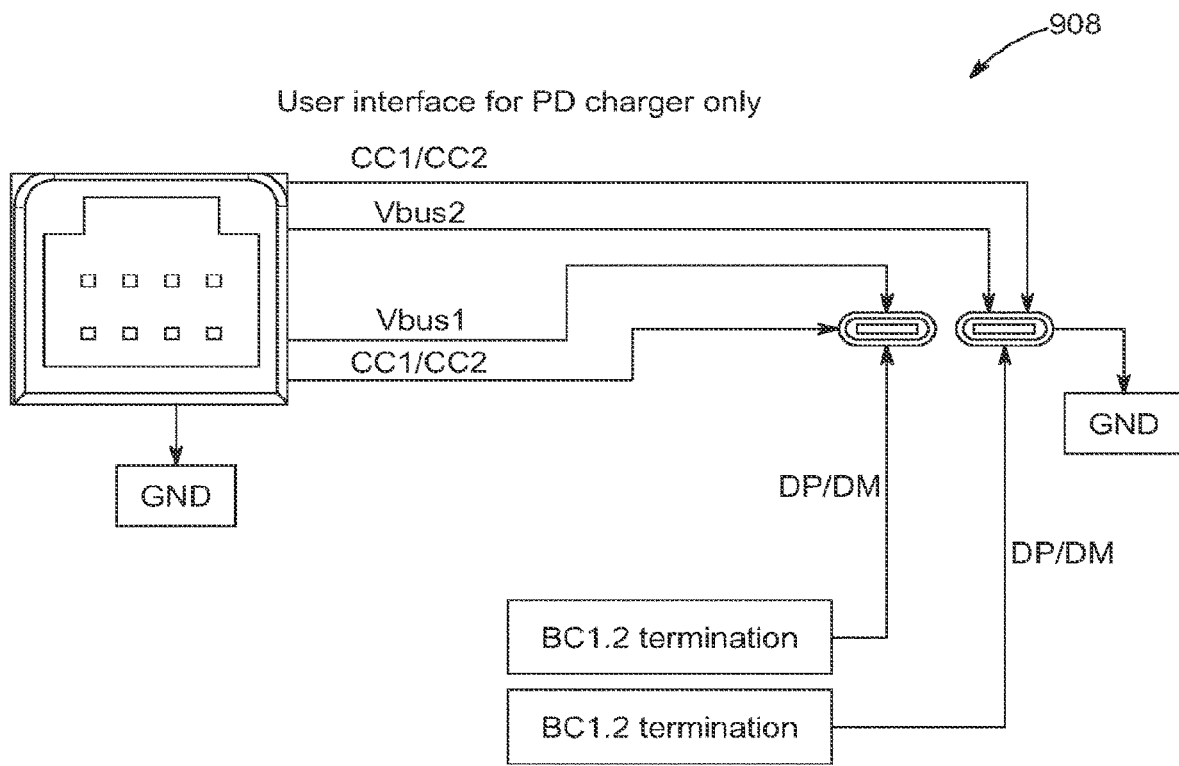 908
User interface for PD charger only
CC1/CC2
Vbus2
Vbus1
CC1/CC2
GND
GND
DP/DM
DP/DM
BC1.2 termination
BC1.2 termination